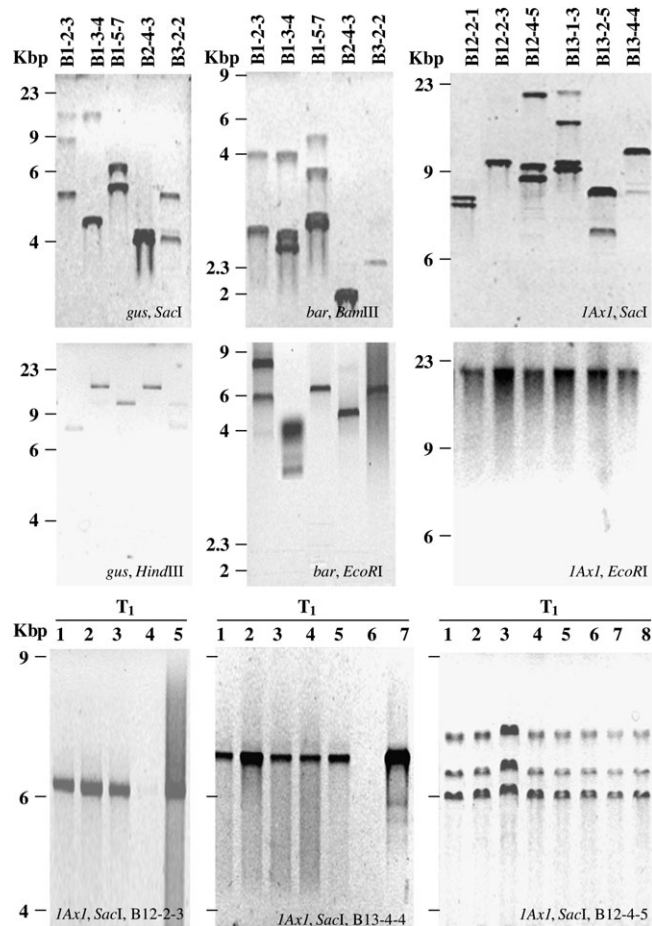 B1-2-3 B1-3-4 B1-5-7 B2-4-3 B3-2-2
Kbp
23
9
6
4
gus, SacI
B1-2-3 B1-3-4 B1-5-7 B2-4-3 B3-2-2
9
6
4
2.3
2
bar, BamIII
B12-2-1 B12-2-3 B12-4-5 B13-1-3 B13-2-5 B13-4-4
Kbp
23
9
6
1Ax1, SacI
23
9
6
4
gus, HindIII
9
6
4
2.3
2
bar, EcoRI
23
9
6
1Ax1, EcoRI
T1
Kbp 1 2 3 4 5
9
6
4
1Ax1, SacI, B12-2-3
T1
1 2 3 4 5 6 7
1Ax1, SacI, B13-4-4
T1
1 2 3 4 5 6 7 8
1Ax1, SacI, B12-4-5